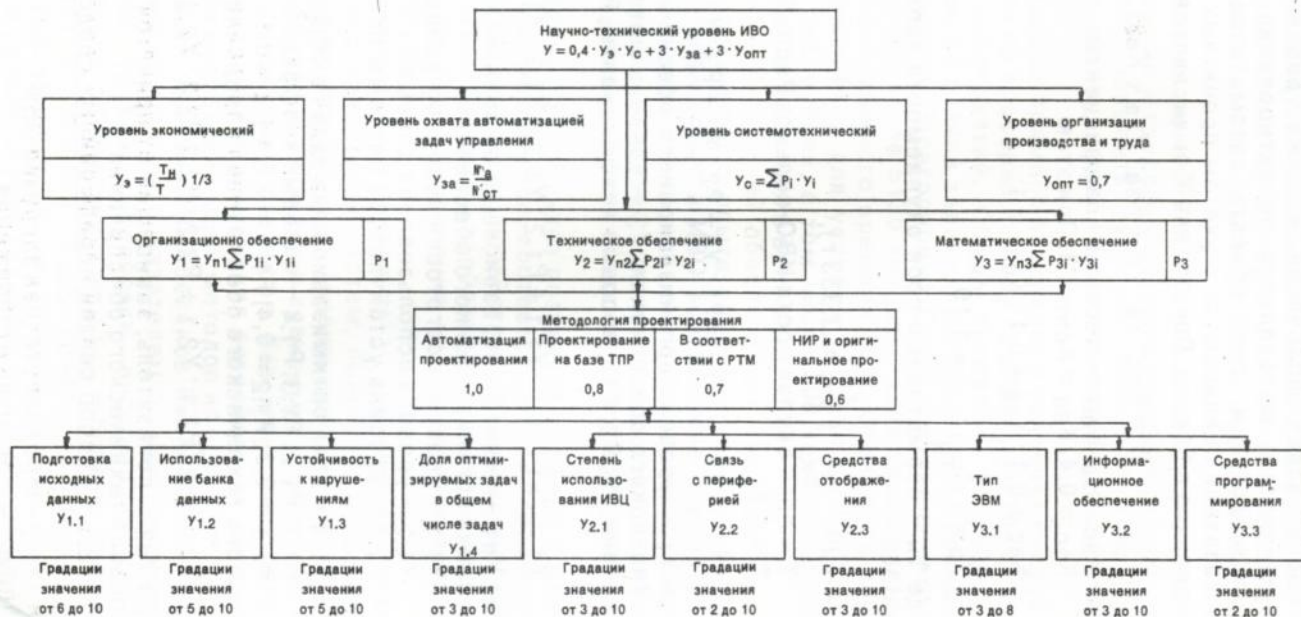 Научно-технический уровень ИВО
У = 0,4 · Уэ · Ус + 3 · Уза + 3 · Уопт
Уровень экономический
Уэ = ( Тн / Т ) 1/3
Уровень охвата автоматизацией
задач управления
Уза =
Уровень системотехнический
Ус = ∑ Pi · Уi
Уровень организации
производства и труда
Уопт = 0,7
Организационно обеспечение
У1 = Уп1 ∑ P1i · У1i
P1
Техническое обеспечение
У2 = Уп2 ∑ P2i · У2i
P2
Математическое обеспечение
У3 = Уп3 ∑ P3i · У3i
P3
Методология проектирования
Автоматизация
проектирования
1,0
Проектирование
на базе ТПР
0,8
В соответ-
ствии с РТМ
0,7
НИР и ориги-
нальное про-
ектирование
0,6
Подготовка
исходных
данных
У1.1
Использова-
ние банка
данных
У1.2
Устойчивость
к наруше-
ниям
У1.3
Доля оптими-
зируемых задач
в общем
числе задач
У1,4
Степень
исполь-
зования ИВЦ
У2.1
Связь
с перифе-
рией
У2.2
Средства
отображе-
ния
У2.3
Тип
ЭВМ
У3.1
Информа-
ционное
обеспечение
У3.2
Средства
програм-
мирования
У3.3
Градации
значения
от 6 до 10
Градации
значения
от 5 до 10
Градации
значения
от 5 до 10
Градации
значения
от 3 до 10
Градации
значения
от 3 до 10
Градации
значения
от 2 до 10
Градации
значения
от 3 до 10
Градации
значения
от 3 до 8
Градации
значения
от 3 до 10
Градации
значения
от 2 до 10